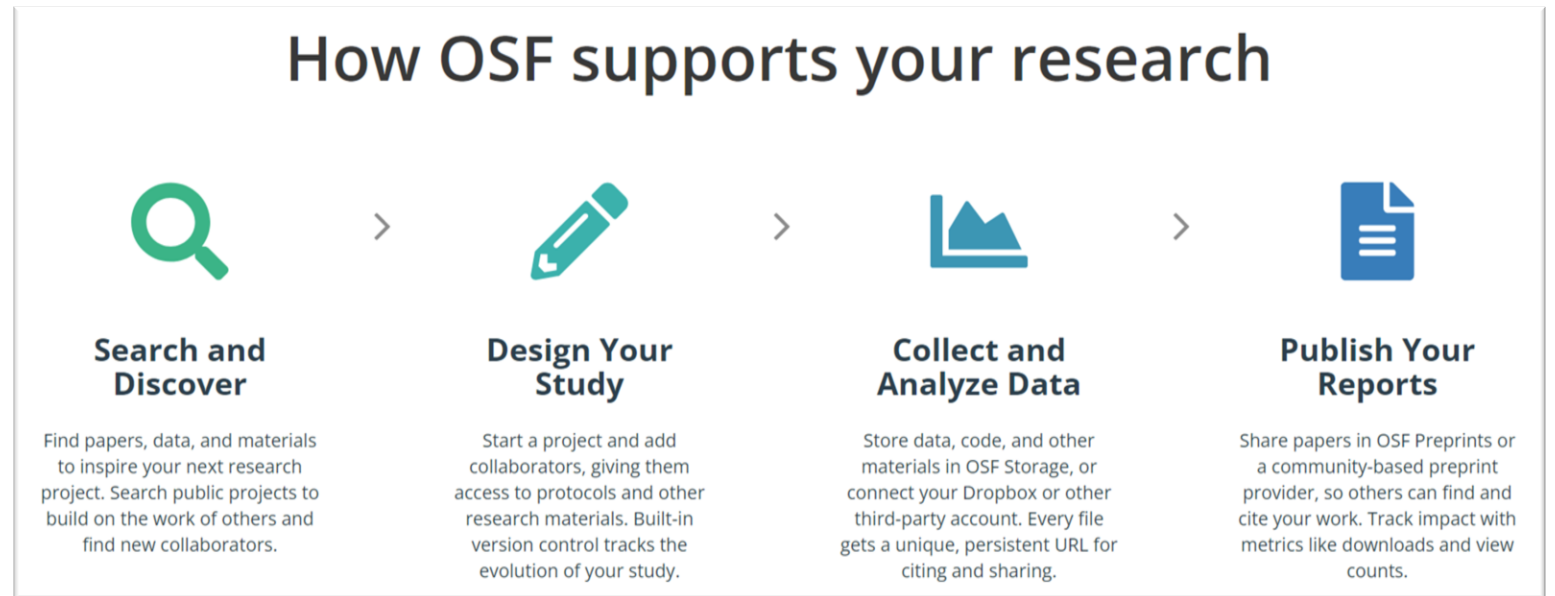 How OSF supports your research
Search and
Discover
Find papers, data, and materials
to inspire your next research
project. Search public projects to
build on the work of others and
find new collaborators.
Design Your
Study
Start a project and add
collaborators, giving them
access to protocols and other
research materials. Built-in
version control tracks the
evolution of your study.
Collect and
Analyze Data
Store data, code, and other
materials in OSF Storage, or
connect your Dropbox or other
third-party account. Every file
gets a unique, persistent URL for
citing and sharing.
Publish Your
Reports
Share papers in OSF Preprints or
a community-based preprint
provider, so others can find and
cite your work. Track impact with
metrics like downloads and view
counts.